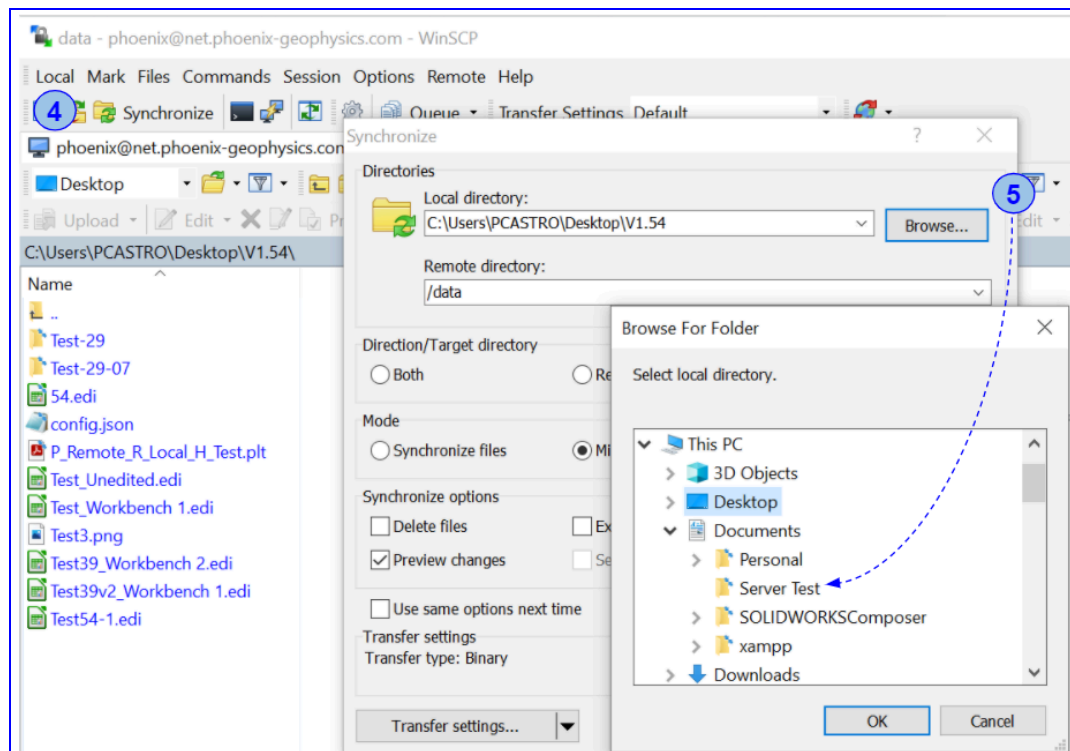 data - phoenix@net.phoenix-geophysics.com - WinSCP
Local Mark Files Commands Session Options Remote Help
4 Synchronize Queue Transfer Settings Default
phoenix@net.phoenix-geophysics.con
Desktop
Upload Edit Pr
C:\Users\PCASTRO\Desktop\V1.54\
Name
..
Test-29
Test-29-07
54.edi
config.json
P_Remote_R_Local_H_Test.plt
Test_Unedited.edi
Test_Workbench 1.edi
Test3.png
Test39_Workbench 2.edi
Test39v2_Workbench 1.edi
Test54-1.edi
Synchronize ?
Directories
Local directory:
C:\Users\PCASTRO\Desktop\V1.54 Browse...
Remote directory:
/data
Direction/Target directory
Both Re
Mode
Synchronize files Mi
Synchronize options
Delete files Ex
Preview changes Se
Use same options next time
Transfer settings
Transfer type: Binary
Transfer settings...
5
dit
Browse For Folder
Select local directory.
This PC
3D Objects
Desktop
Documents
Personal
Server Test
SOLIDWORKSComposer
xampp
Downloads
OK Cancel